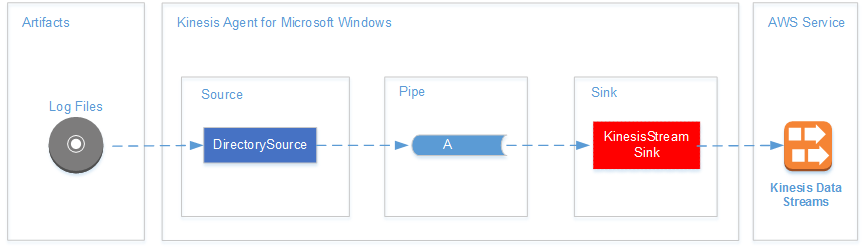 Artifacts
Kinesis Agent for Microsoft Windows
AWS Service
Source
Pipe
Sink
Log Files
DirectorySource
A
KinesisStream
Sink
Kinesis Data
Streams